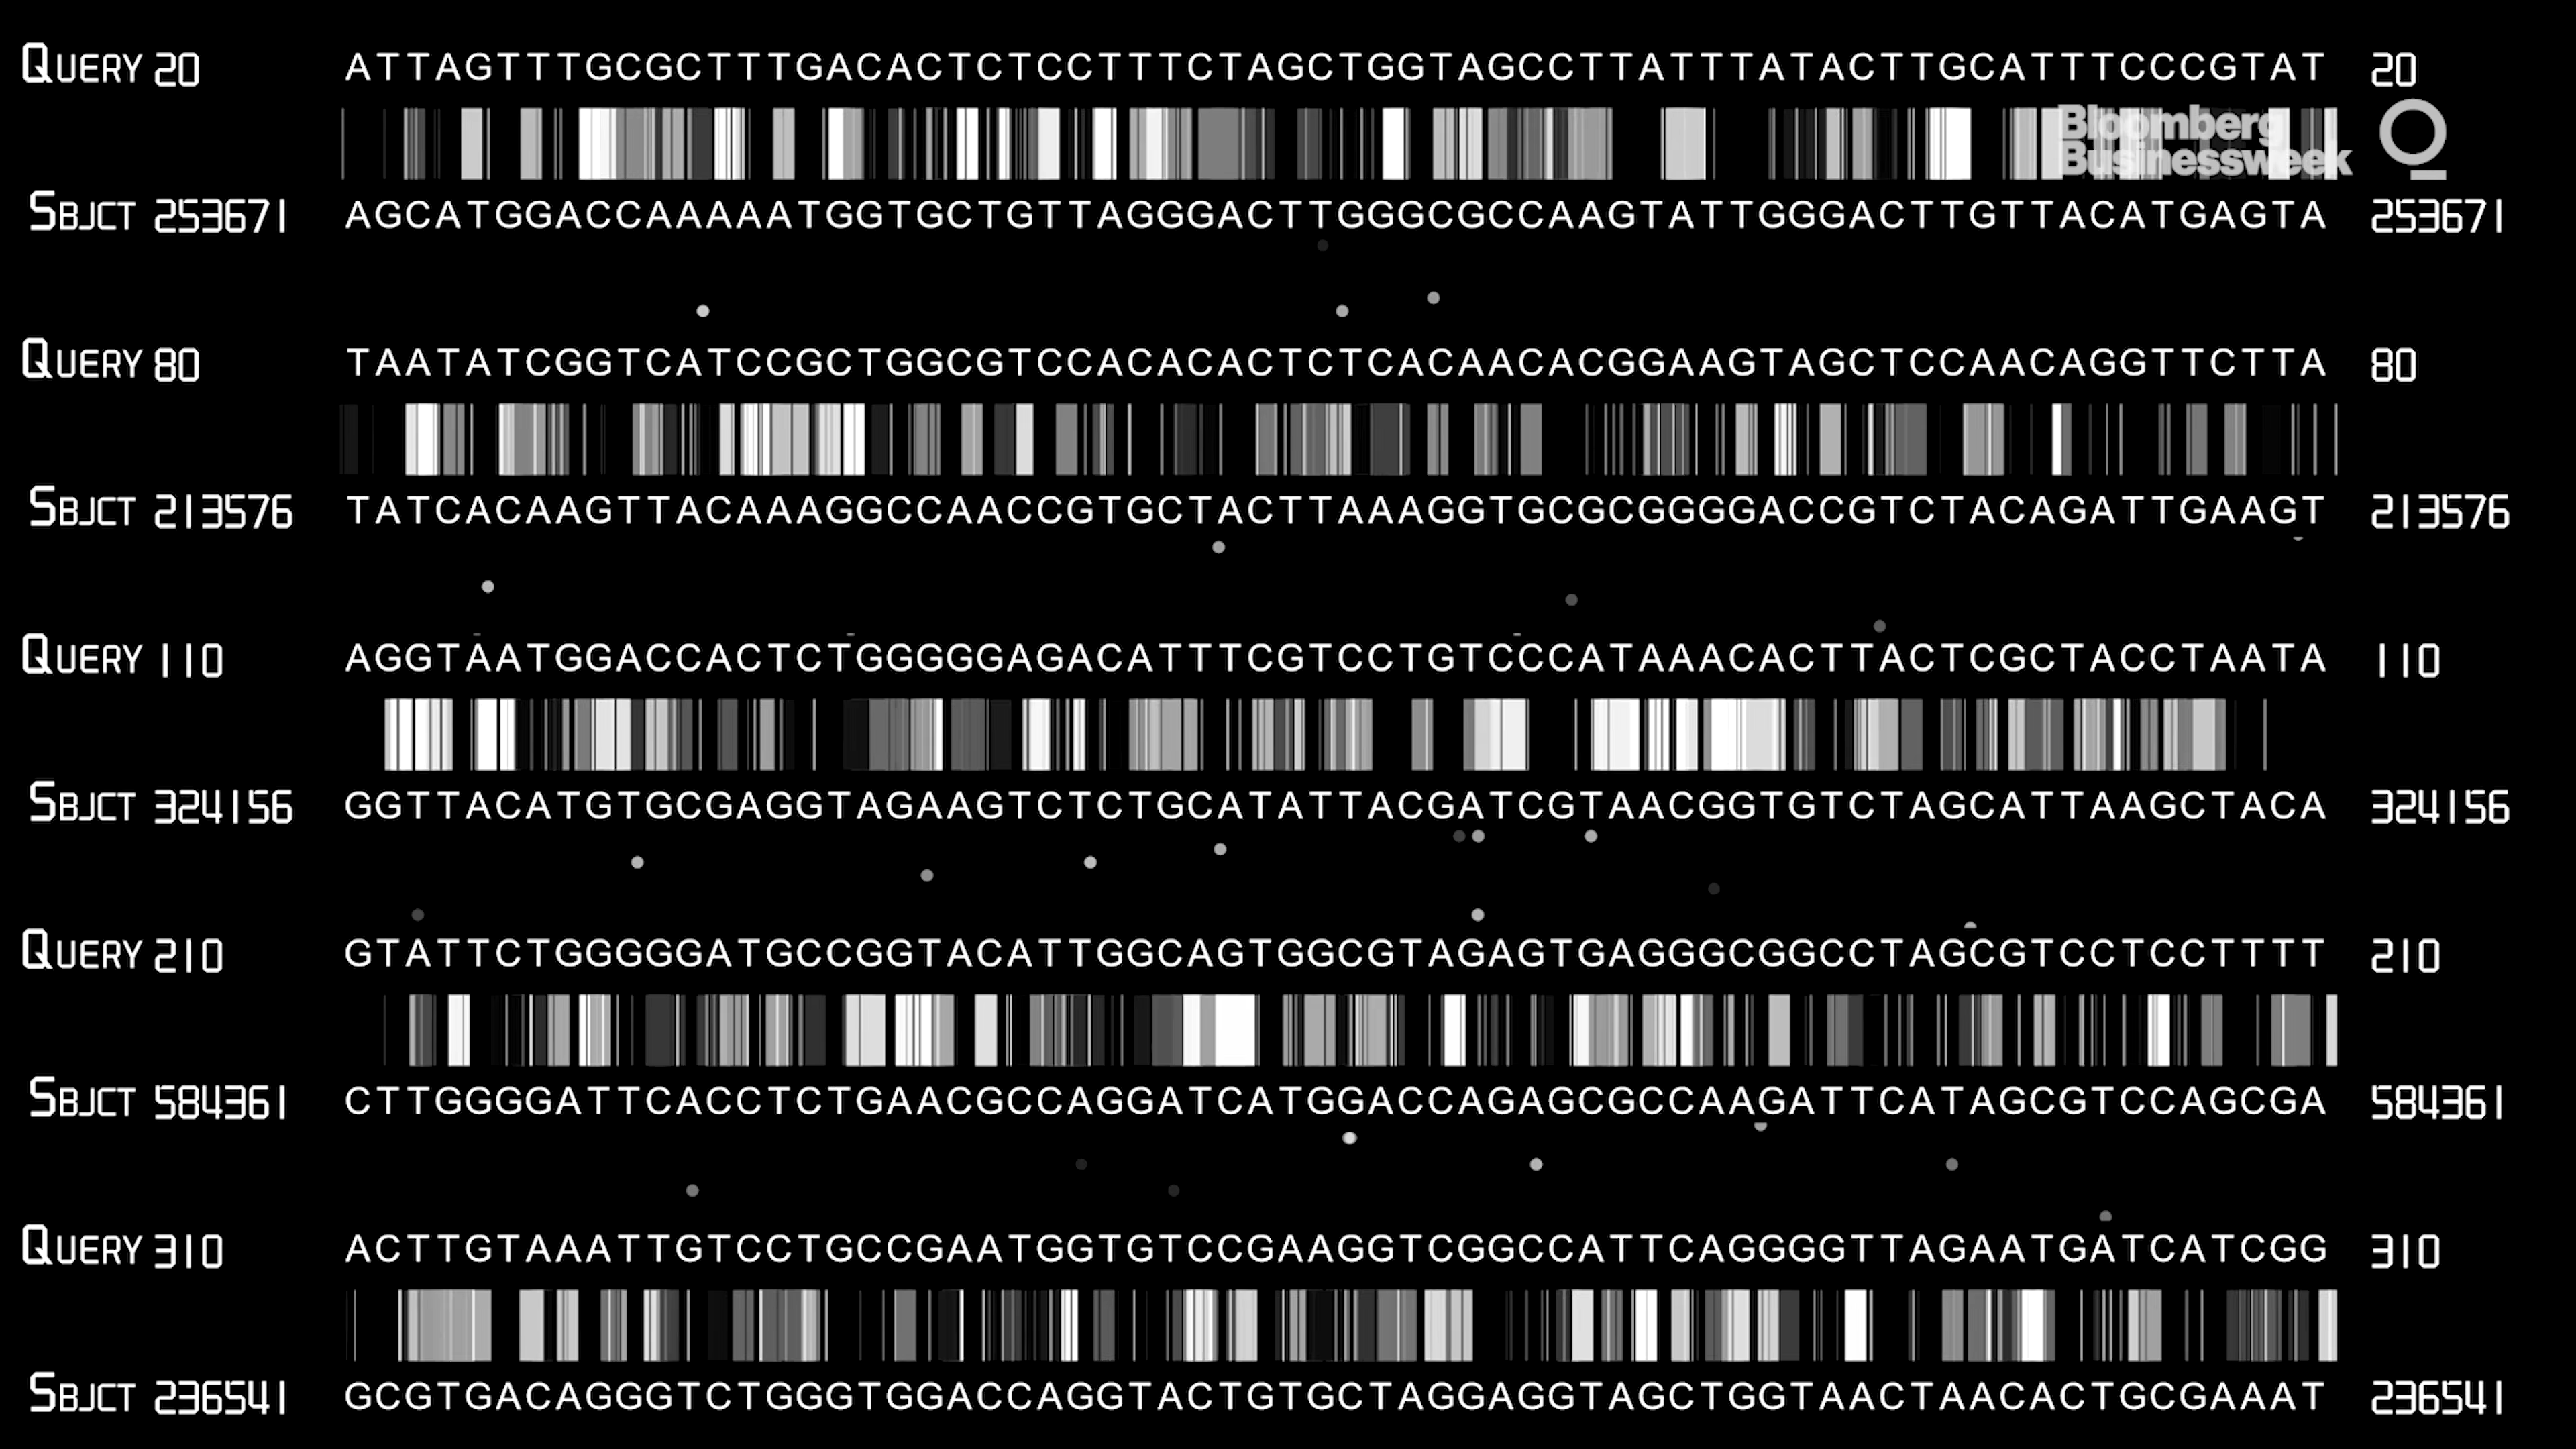 QUERY 20 ATTAGTTTGCGCTTTGACACTCTCCTTTCTAGCTGGTAGCCTTATTTATACTTGCATTTCCCGTAT 20
Bloomberg
Businessweek
SBJCT 253671 AGCATGGACCAAAAATGGTGCTGTTAGGGACTTGGGCGCCAAGTATTGGGACTTGTTACATGAGTA 253671
QUERY 80 TAATATCGGTCATCCGCTGGCGTCCACACACTCTCACAACACGGAAGTAGCTCCAACAGGTTCTTA 80
SBJCT 213576 TATCACAAGTTACAAAGGCCAACCGTGCTACTTAAAGGTGCGCGGGGACCGTCTACAGATTGAAGT 213576
QUERY 110 AGGTAATGGACCACTCTGGGGGAGACATTTCGTCCTGTCCCATAAACACTTACTCGCTACCTAATA 110
SBJCT 324156 GGTTACATGTGCGAGGTAGAAGTCTCTGCATATTACGATCGTAACGGTGTCTAGCATTAAGCTACA 324156
QUERY 210 GTATTCTGGGGGATGCCGGTACATTGGCAGTGGCGTAGAGTGAGGGCGGCCTAGCGTCCTCCTTTT 210
SBJCT 584361 CTTGGGGATTCACCTCTGAACGCCAGGATCATGGACCAGAGCGCCAAGATTCATAGCGTCCAGCGA 584361
QUERY 310 ACTTGTAAATTGTCCTGCCGAATGGTGTCCGAAGGTCGGCCATTCAGGGGTTAGAATGATCATCGG 310
SBJCT 236541 GCGTGACAGGGTCTGGGTGGACCAGGTACTGTGCTAGGAGGTAGCTGGTAACTAACACTGCGAAAT 236541